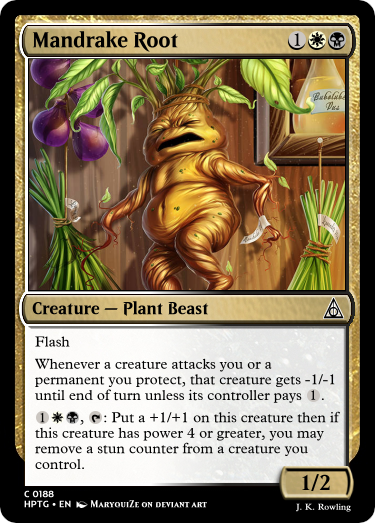 Mandrake Root
1
Bubotuber
Pus
Creature — Plant Beast
Flash
Whenever a creature attacks you or a
permanent you protect, that creature gets -1/-1
until end of turn unless its controller pays 1.
1, : Put a +1/+1 on this creature then if
this creature has power 4 or greater, you may
remove a stun counter from a creature you
control.
1/2
C 0188
HPTG • EN MaryouiZe on deviant art
J. K. Rowling